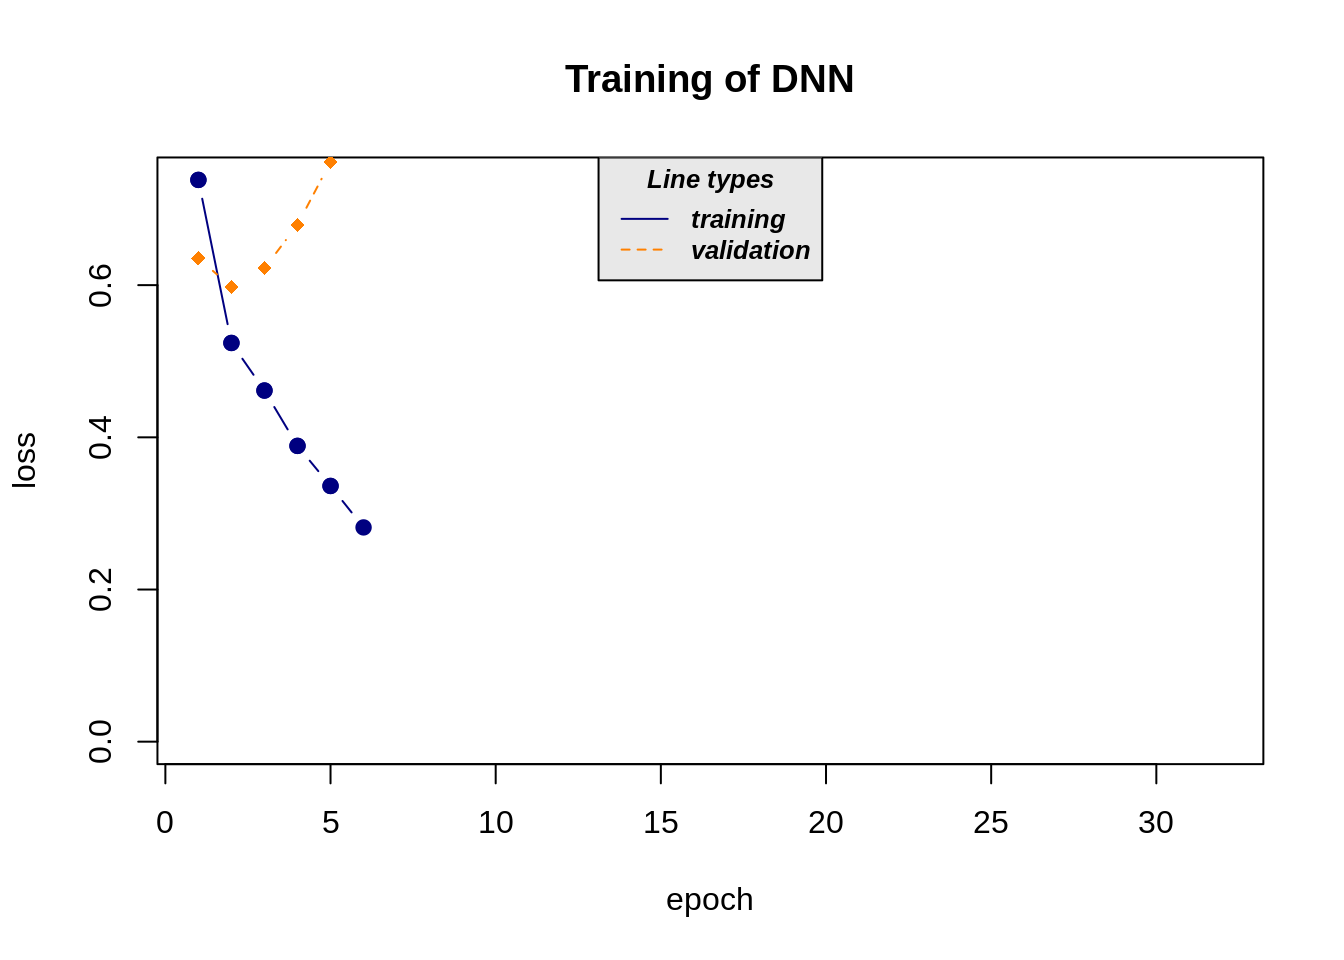 Training of DNN
Line types
training
validation
loss
0.6
0.4
0.2
0.0
0 5 10 15 20 25 30
epoch